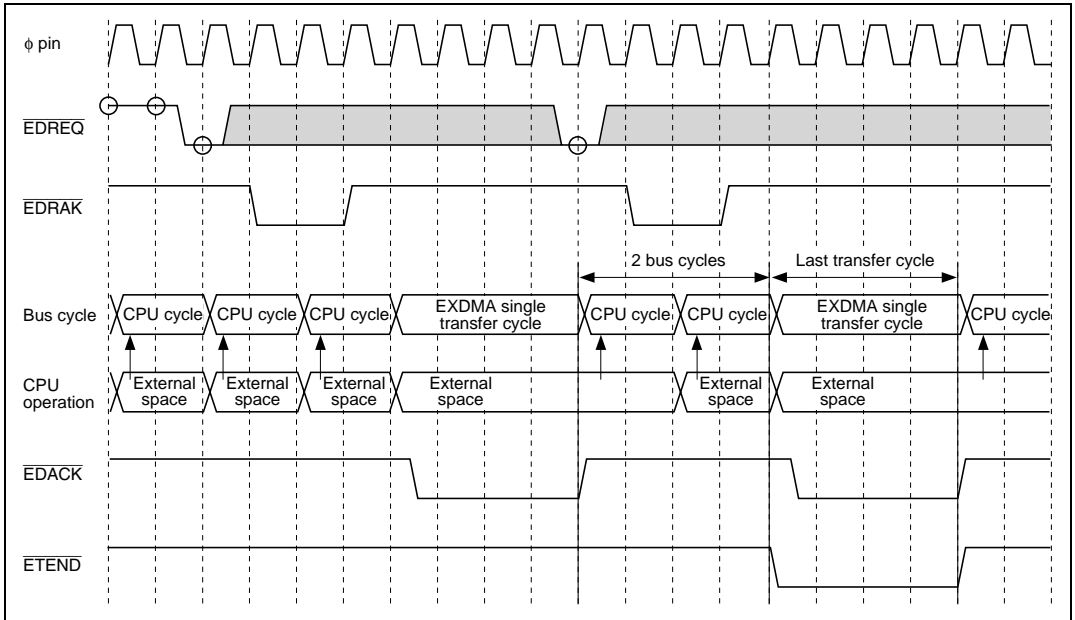 ϕ pin
EDREQ
EDRAK
2 bus cycles Last transfer cycle
Bus cycle CPU cycle CPU cycle CPU cycle EXDMA single transfer cycle CPU cycle CPU cycle EXDMA single transfer cycle CPU cycle
CPU operation External space External space External space External space External space External space
EDACK
ETEND